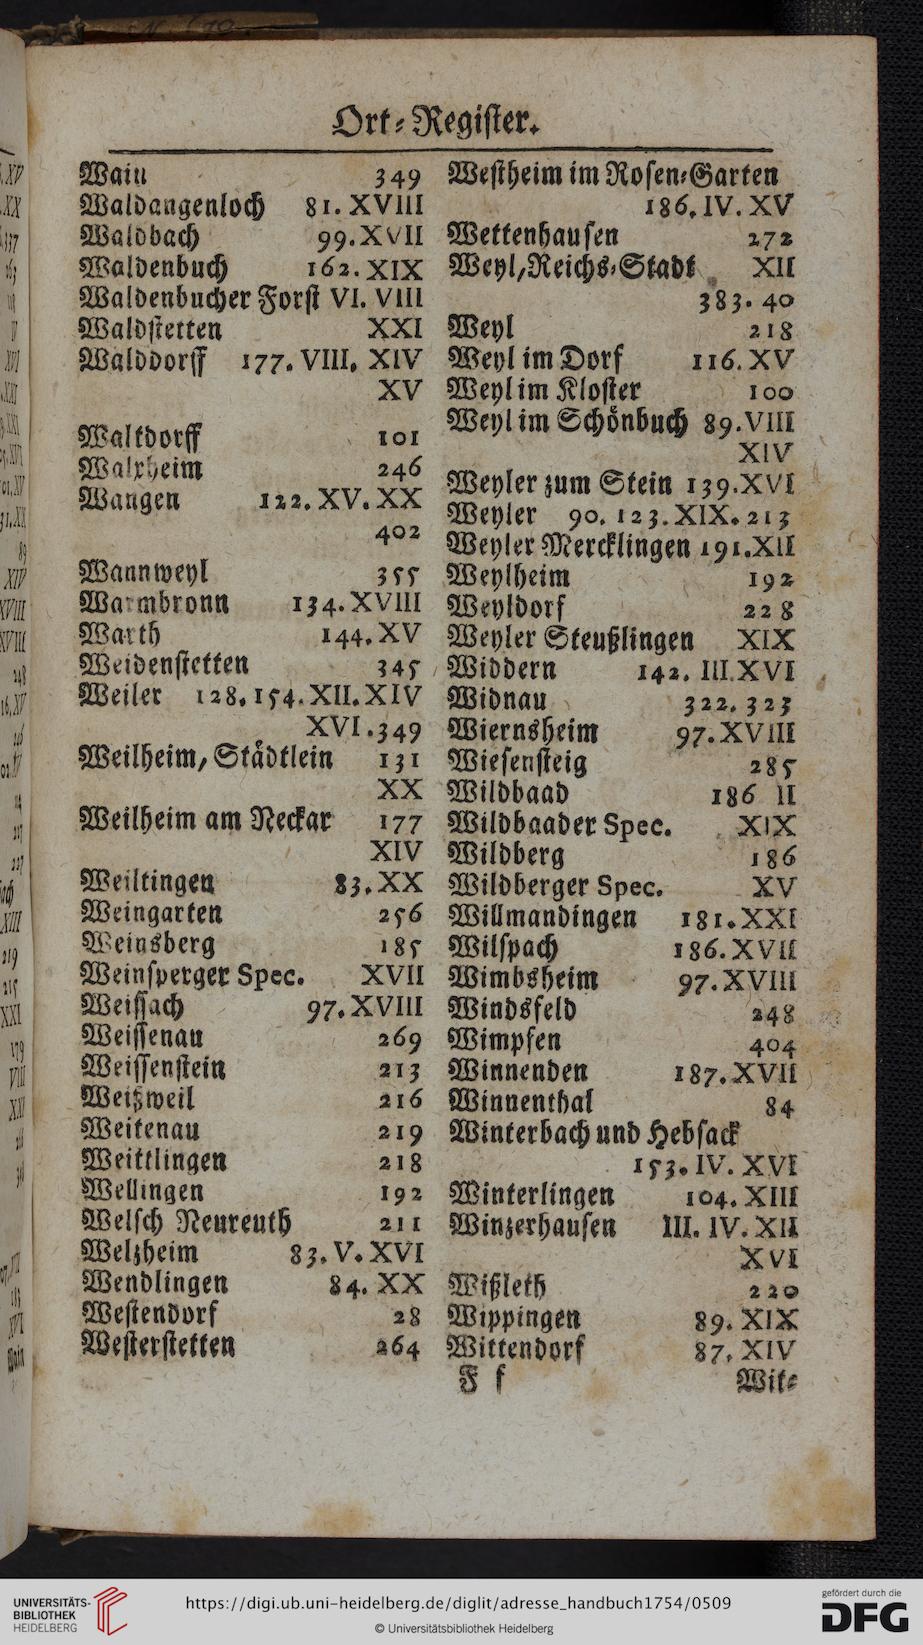 Ort-Register.
Wain 349
Waldangenloch 81. XVIII
Waldbach 99. XVII
Waldenbuch 162. XIX
Waldenbucher Forst VI. VIII
Waldstetten XXI
Walddorff 177. VIII. XIV
XV
Waltdorff 101
Walxheim 246
Wangen 122. XV. XX
402
Wannweyl 355
Warmbronn 134. XVIII
Warth 144. XV
Weidenstetten 345
Weiler 128. 154. XII. XIV
XVI. 349
Weilheim, Städtlein 131
XX
Weilheim am Neckar 177
XIV
Weiltingen 83. XX
Weingarten 256
Weinsberg 185
Weinsperger Spec. XVII
Weissach 97. XVIII
Weissenau 269
Weissenstein 213
Weißweil 216
Weitenau 219
Weittlingen 218
Wellingen 192
Welsch Neureuth 211
Welzheim 83. V. XVI
Wendlingen 84. XX
Westendorf 28
Westerstetten 264
Westheim im Rosen-Garten
186. IV. XV
Wettenhausen 272
Weyl, Reichs-Stadt XII
383. 40
Weyl 218
Weyl im Dorf 116. XV
Weyl im Kloster 100
Weyl im Schönbuch 89. VIII
XIV
Weyler zum Stein 139. XVI
Weyler 90. 123. XIX. 213
Weyler Mercklingen 191. XII
Weylheim 192
Weyldorf 228
Weyler Steußlingen XIX
Widdern 142. III. XVI
Widnau 322. 323
Wiernsheim 97. XVIII
Wiesensteig 285
Wildbaad 186 II
Wildbaader Spec. XIX
Wildberg 186
Wildberger Spec. XV
Willmandingen 181. XXI
Wilspach 186. XVII
Wimbsheim 97. XVIII
Windsfeld 248
Wimpfen 404
Winnenden 187. XVII
Winnenthal 84
Winterbach und Hebsack
153. IV. XVI
Winterlingen 104. XIII
Winzerhausen III. IV. XII
XVI
Wißleth 220
Wippingen 89. XIX
Wittendorf 87. XIV
F f Wit-
UNIVERSITÄTS-
BIBLIOTHEK
HEIDELBERG
https://digi.ub.uni-heidelberg.de/diglit/adresse_handbuch1754/0509
© Universitätsbibliothek Heidelberg
gefördert durch die
DFG